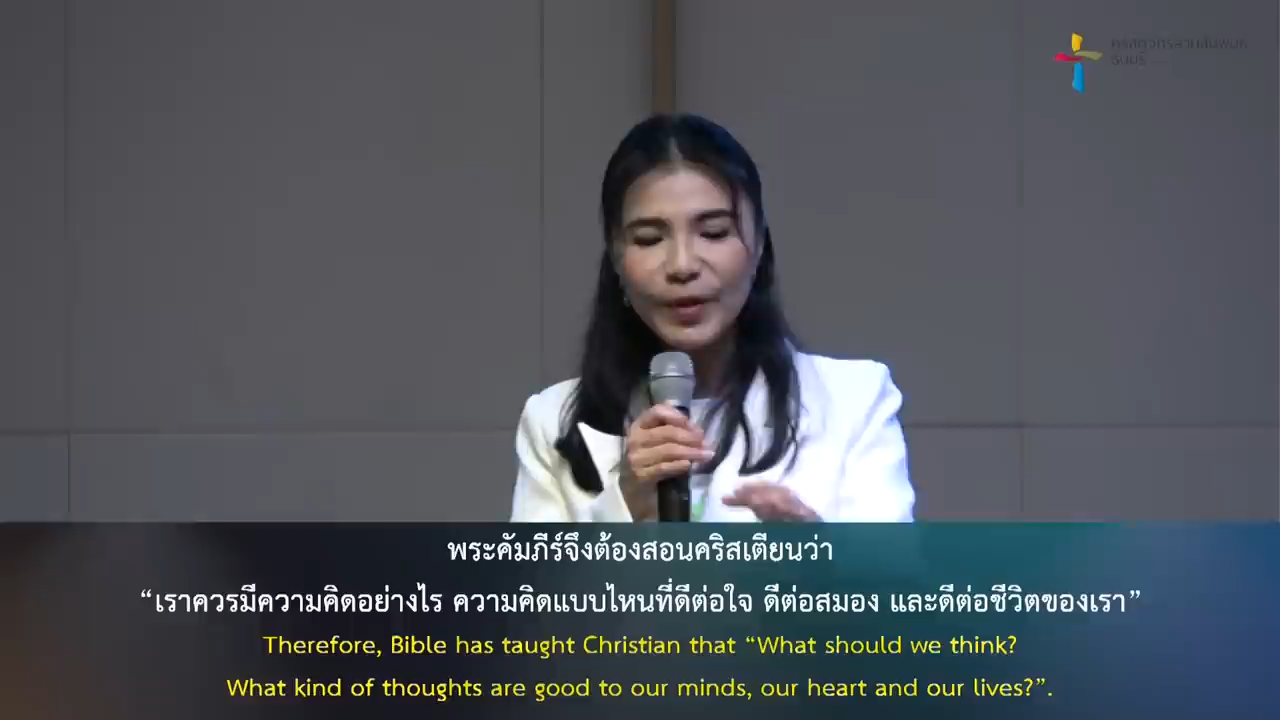 พระคัมภีร์จึงต้องสอนคริสเตียนว่า
“เราควรมีความคิดอย่างไร ความคิดแบบไหนที่ดีต่อใจ ดีต่อสมอง และดีต่อชีวิตของเรา”
Therefore, Bible has taught Christian that “What should we think?
What kind of thoughts are good to our minds, our heart and our lives?”.